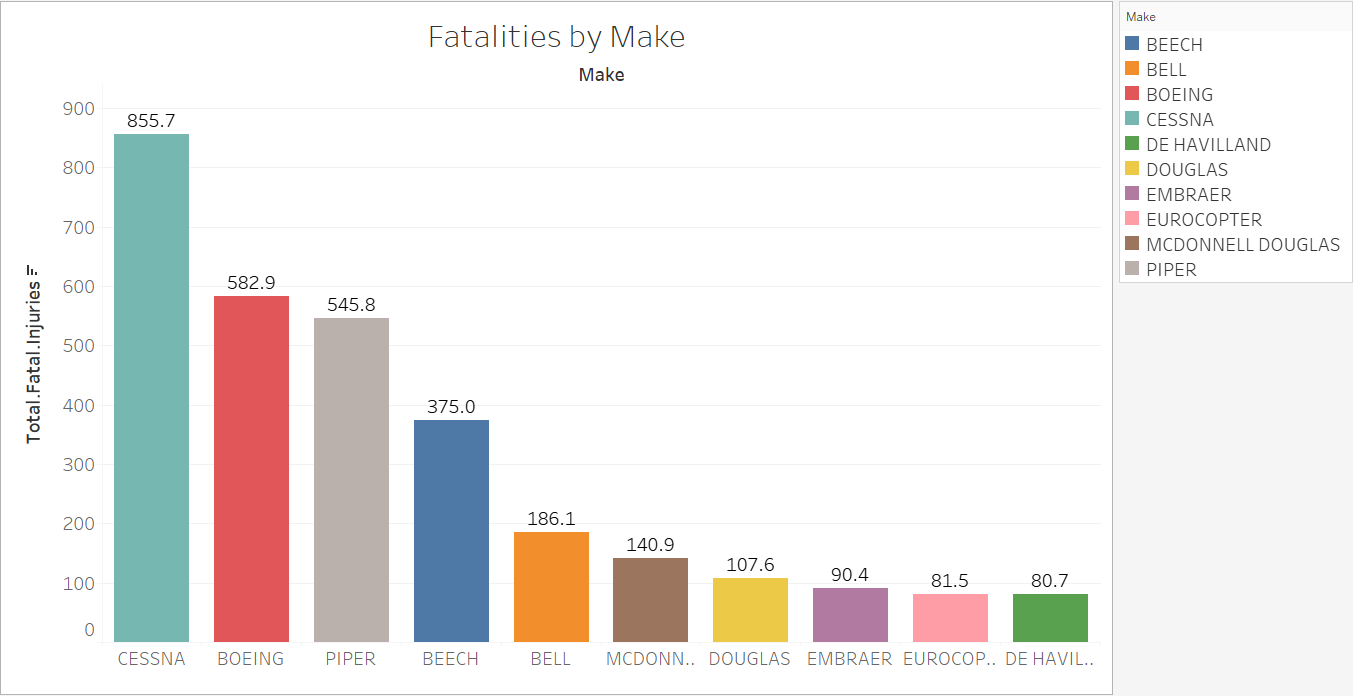 Fatalities by Make
Make
Total.Fatal.Injuries
900
800
700
600
500
400
300
200
100
0
855.7
582.9
545.8
375.0
186.1
140.9
107.6
90.4
81.5
80.7
CESSNA
BOEING
PIPER
BEECH
BELL
MCDONN..
DOUGLAS
EMBRAER
EUROCOP..
DE HAVIL..
Make
BEECH
BELL
BOEING
CESSNA
DE HAVILLAND
DOUGLAS
EMBRAER
EUROCOPTER
MCDONNELL DOUGLAS
PIPER